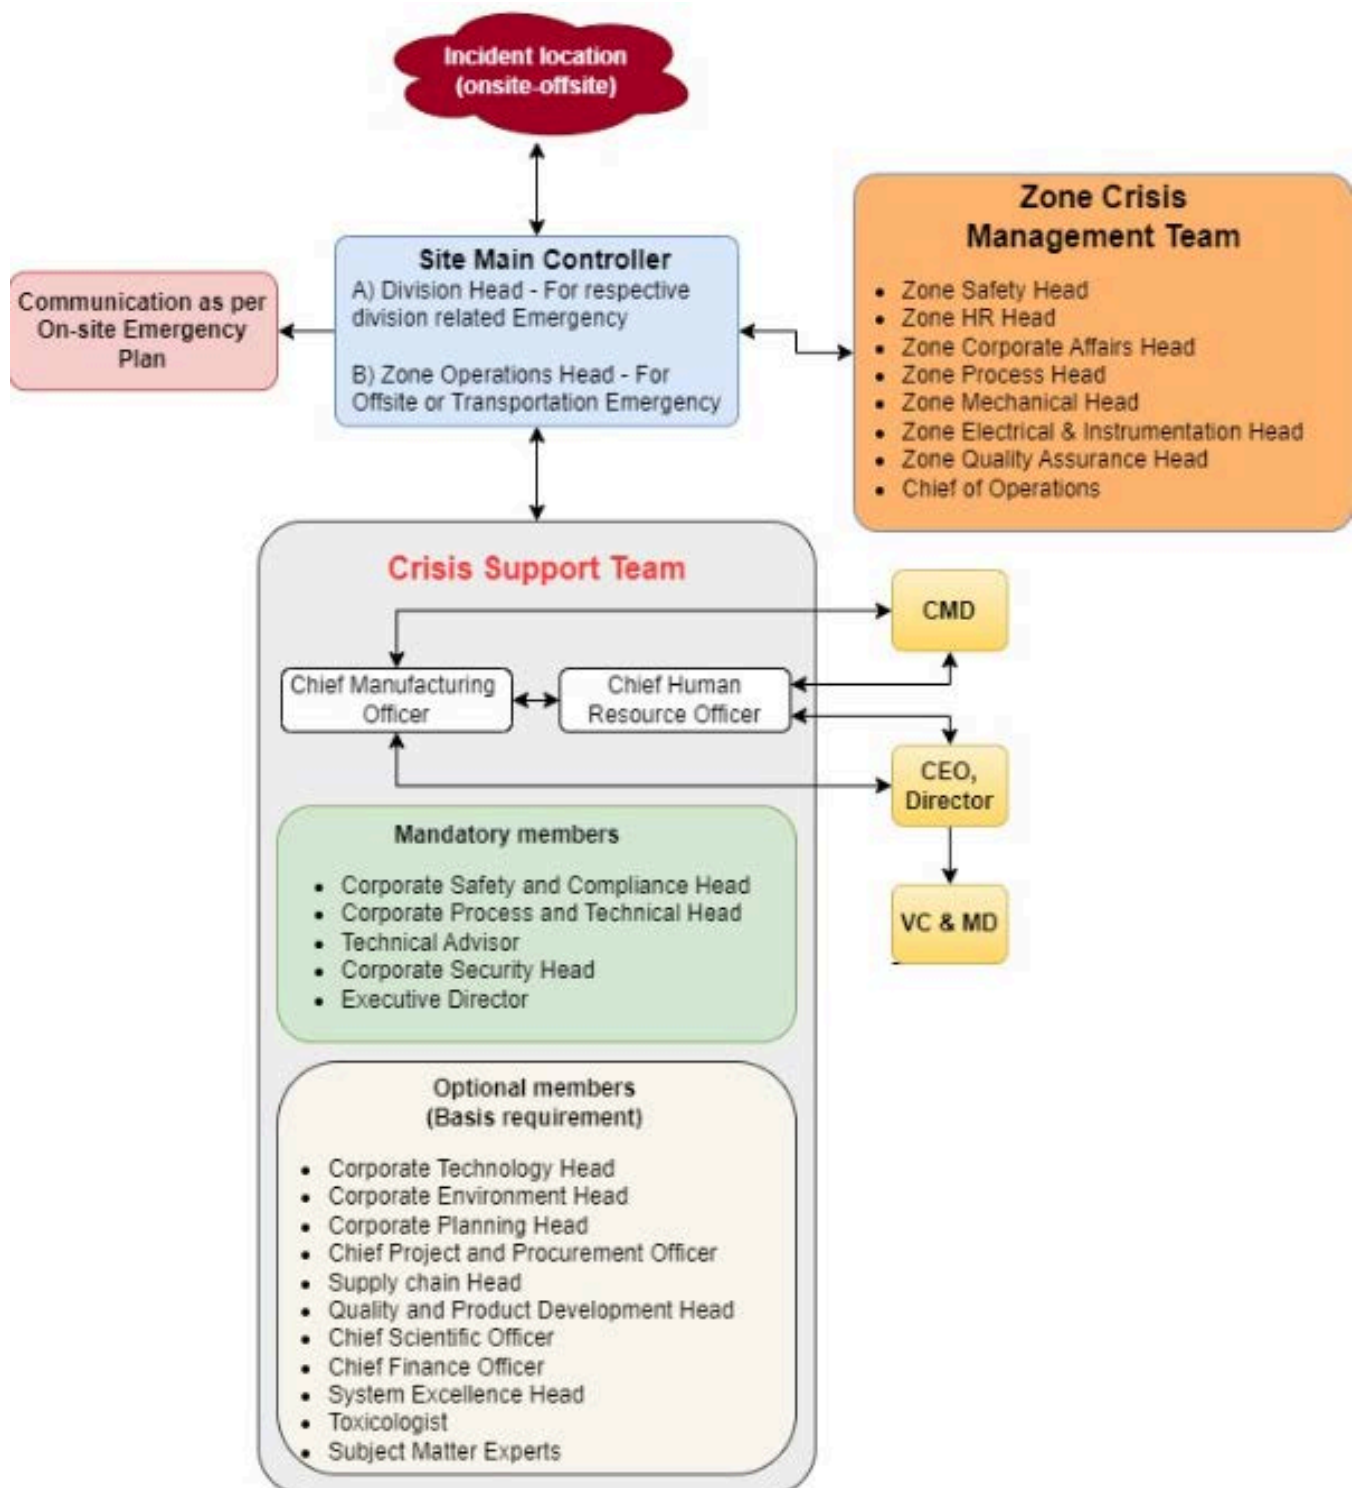 Incident location
(onsite-offsite)
Site Main Controller
A) Division Head - For respective
division related Emergency
B) Zone Operations Head - For
Offsite or Transportation Emergency
Communication as per
On-site Emergency
Plan
Zone Crisis
Management Team
• Zone Safety Head
• Zone HR Head
• Zone Corporate Affairs Head
• Zone Process Head
• Zone Mechanical Head
• Zone Electrical & Instrumentation Head
• Zone Quality Assurance Head
• Chief of Operations
Crisis Support Team
Chief Manufacturing
Officer
Chief Human
Resource Officer
CMD
CEO,
Director
VC & MD
Mandatory members
• Corporate Safety and Compliance Head
• Corporate Process and Technical Head
• Technical Advisor
• Corporate Security Head
• Executive Director
Optional members
(Basis requirement)
• Corporate Technology Head
• Corporate Environment Head
• Corporate Planning Head
• Chief Project and Procurement Officer
• Supply chain Head
• Quality and Product Development Head
• Chief Scientific Officer
• Chief Finance Officer
• System Excellence Head
• Toxicologist
• Subject Matter Experts